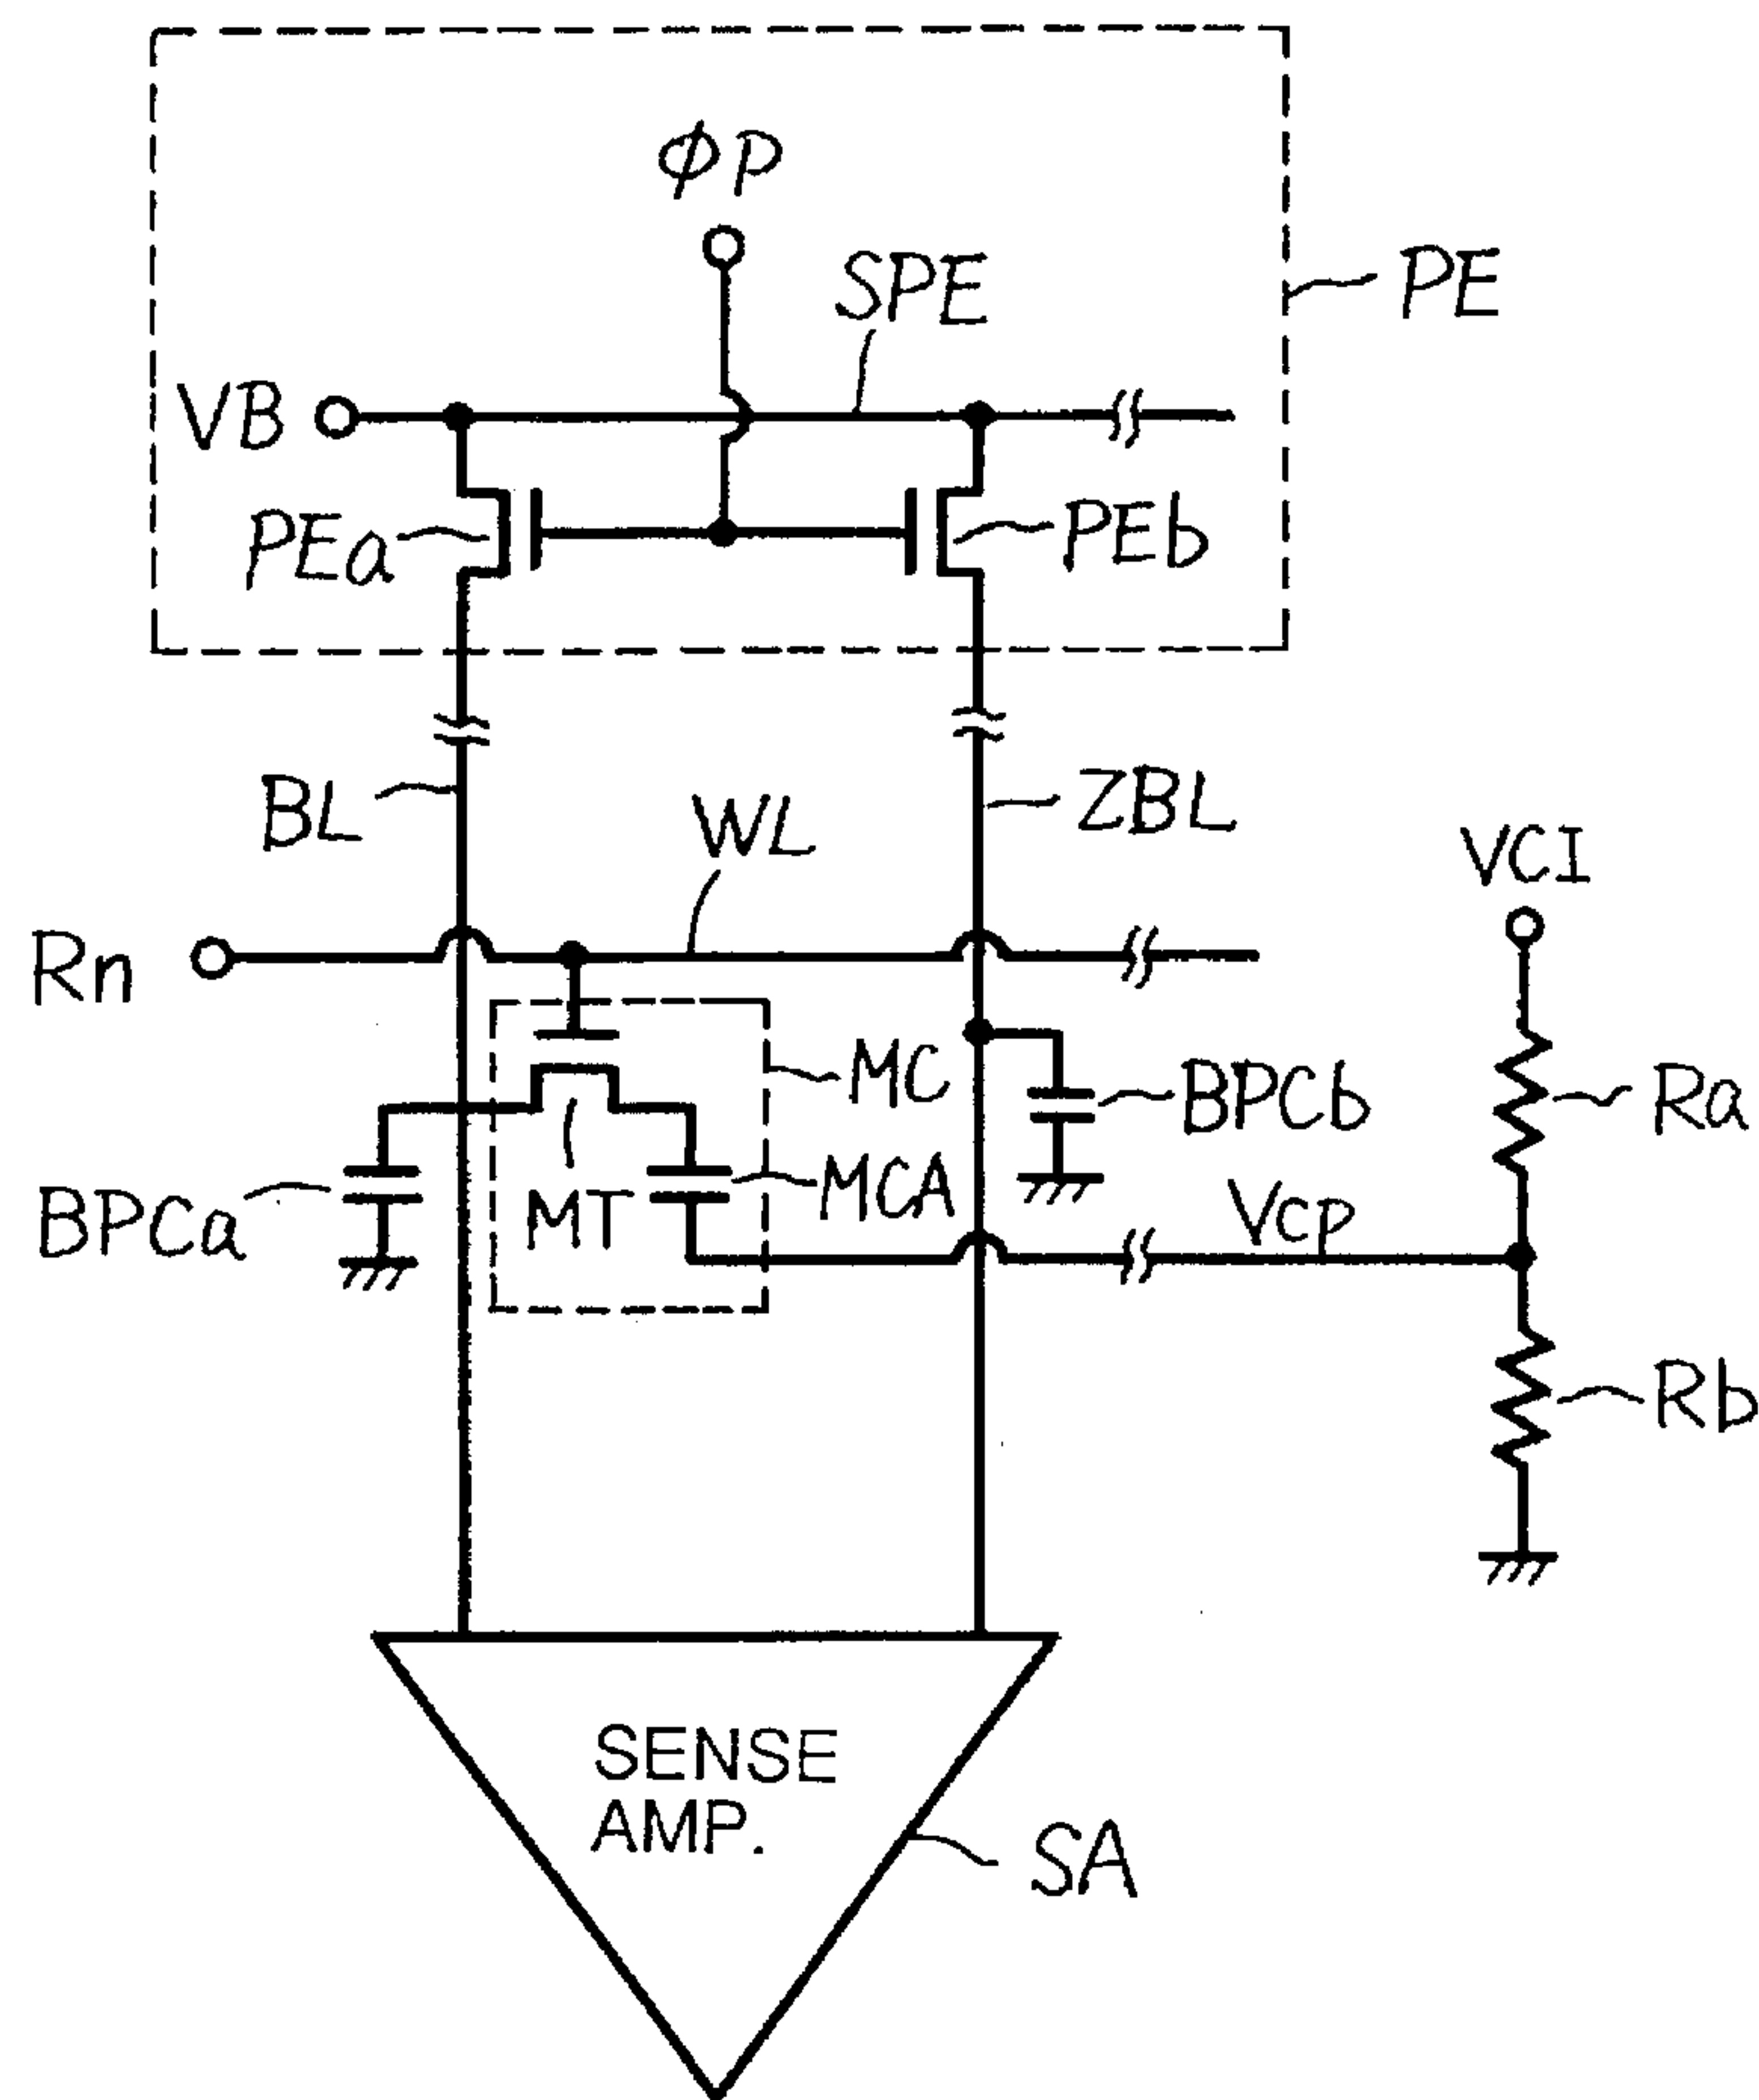 φP
SPE
PE
VB
PEa
PEb
BL
WL
ZBL
VCI
Rn
MC
BPCb
Ra
BPCa
MT
MCA
Vcp
Rb
SENSE
AMP.
SA